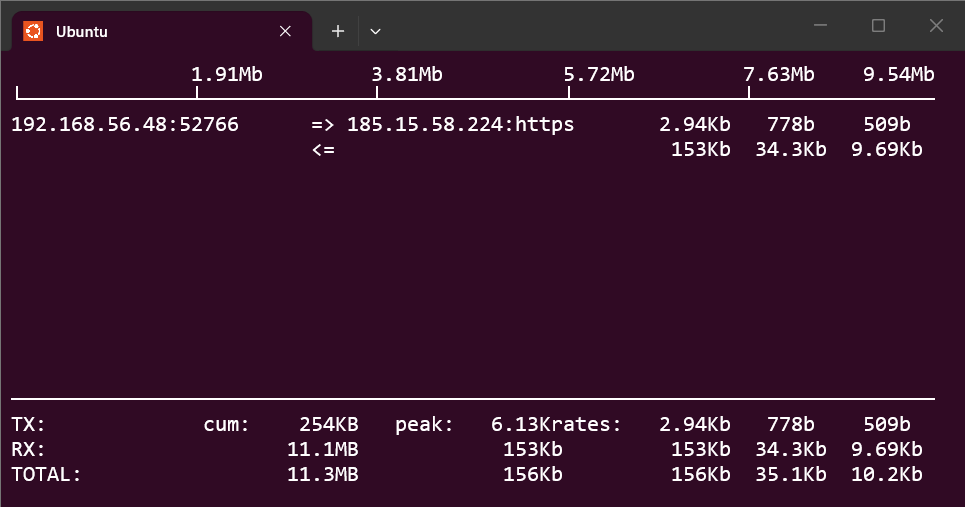 Ubuntu
1.91Mb 3.81Mb 5.72Mb 7.63Mb 9.54Mb
192.168.56.48:52766 => 185.15.58.224:https 2.94Kb 778b 509b
<= 153Kb 34.3Kb 9.69Kb
TX: cum: 254KB peak: 6.13Krates: 2.94Kb 778b 509b
RX: 11.1MB 153Kb 153Kb 34.3Kb 9.69Kb
TOTAL: 11.3MB 156Kb 156Kb 35.1Kb 10.2Kb